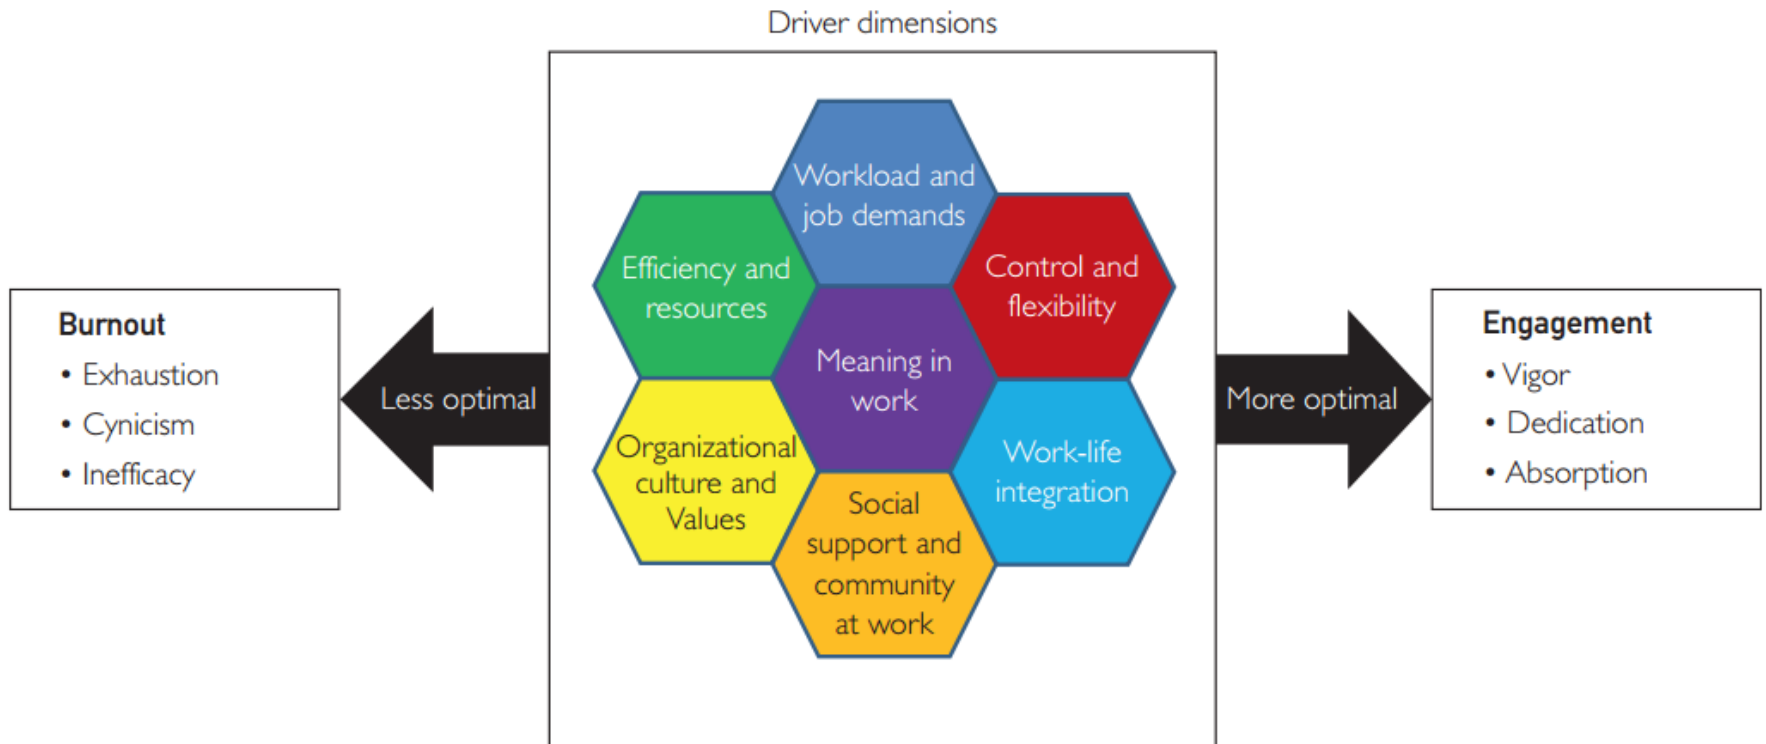 Driver dimensions
Workload and
job demands
Efficiency and
resources
Control and
flexibility
Meaning in
work
Organizational
culture and
Values
Work-life
integration
Social
support and
community
at work
Burnout
• Exhaustion
• Cynicism
• Inefficacy
Less optimal
More optimal
Engagement
• Vigor
• Dedication
• Absorption